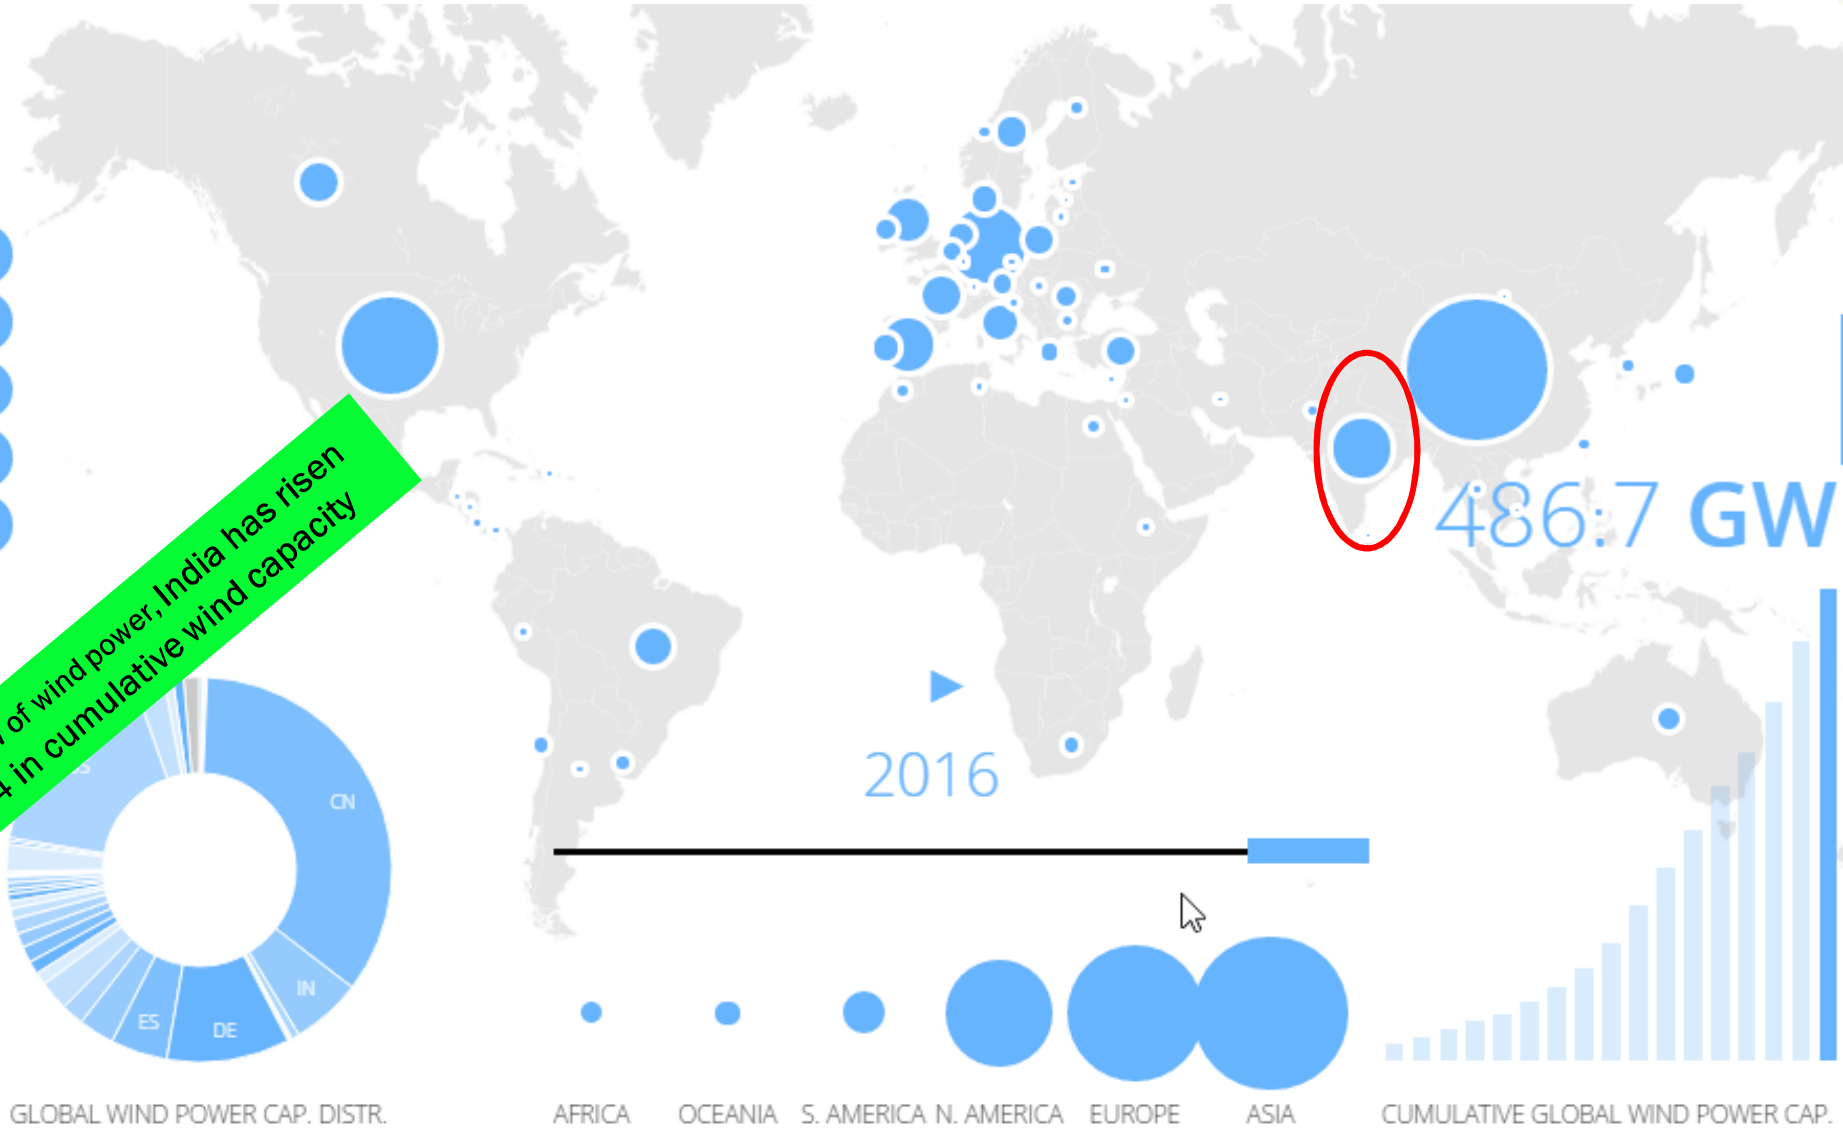 of wind power, India has risen
4 in cumulative wind capacity
486.7 GW
2016
CN
IN
DE
ES
GLOBAL WIND POWER CAP. DISTR.
AFRICA
OCEANIA
S. AMERICA
N. AMERICA
EUROPE
ASIA
CUMULATIVE GLOBAL WIND POWER CAP.